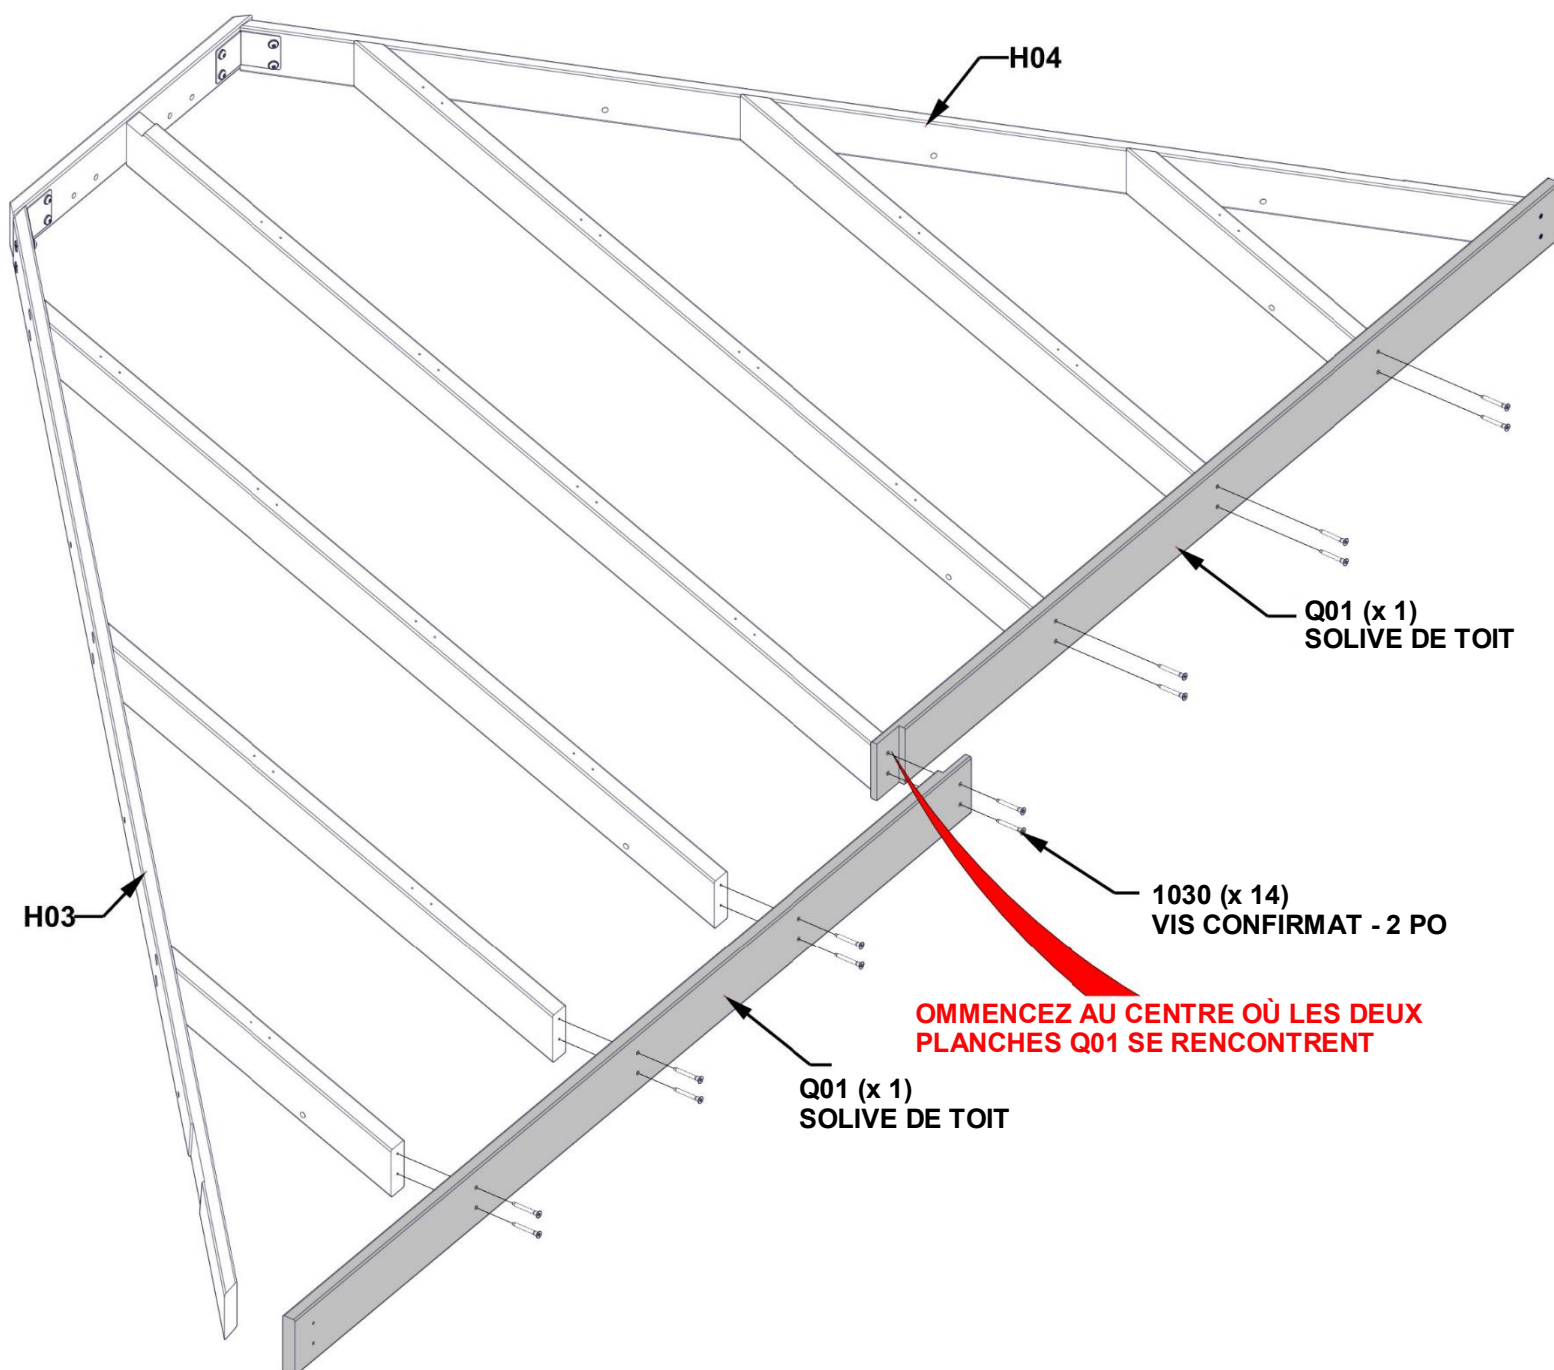 H04
Q01 (x 1)
SOLIVE DE TOIT
1030 (x 14)
VIS CONFIRMAT - 2 PO
H03
OMMENCEZ AU CENTRE OÙ LES DEUX
PLANCHES Q01 SE RENCONTRENT
Q01 (x 1)
SOLIVE DE TOIT